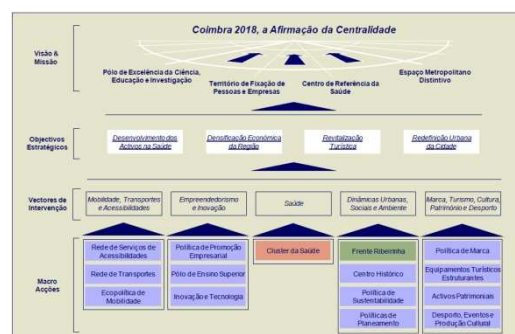 Coimbra 2018, a Afirmação da Centralidade
Visão &
Missão
Pólo de Excelência da Ciência,
Educação e Investigação
Território de Fixação de
Pessoas e Empresas
Centro de Referência da
Saúde
Espaço Metropolitano
Distintivo
Objectivos
Estratégicos
Desenvolvimento dos
Activos na Saúde
Densificação Económica
da Região
Revitalização
Turística
Redefinição Urbana
da Cidade
Vectores de
Intervenção
Mobilidade, Transportes
e Acessibilidades
Empreendedorismo
e Inovação
Saúde
Dinâmicas Urbanas,
Sociais e Ambiente
Marca, Turismo, Cultura,
Património e Desporto
Macro
Acções
Rede de Serviços de
Acessibilidades
Rede de Transportes
Ecopolítica de
Mobilidade
Política de Promoção
Empresarial
Pólo de Ensino Superior
Inovação e Tecnologia
Cluster da Saúde
Frente Ribeirinha
Centro Histórico
Política de
Sustentabilidade
Políticas de
Planeamento
Política de Marca
Equipamentos Turísticos
Estruturantes
Activos Patrimoniais
Desporto, Eventos e
Produção Cultural